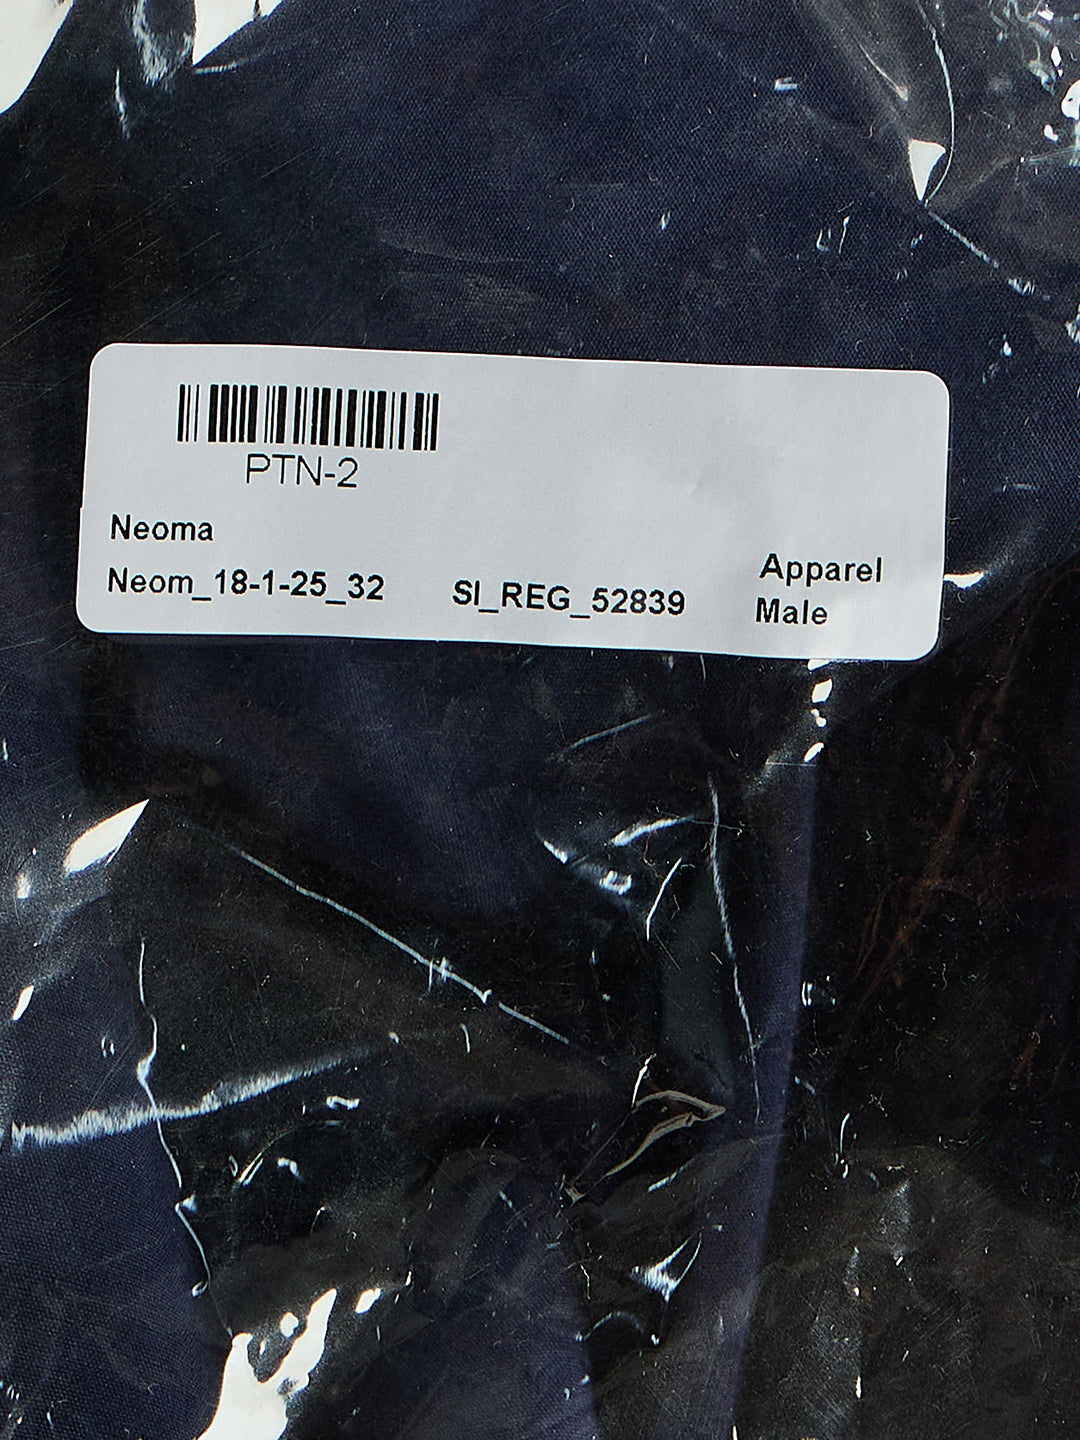 PTN-2
Neoma
Neom_18-1-25_32 SI_REG_52839
Apparel
Male